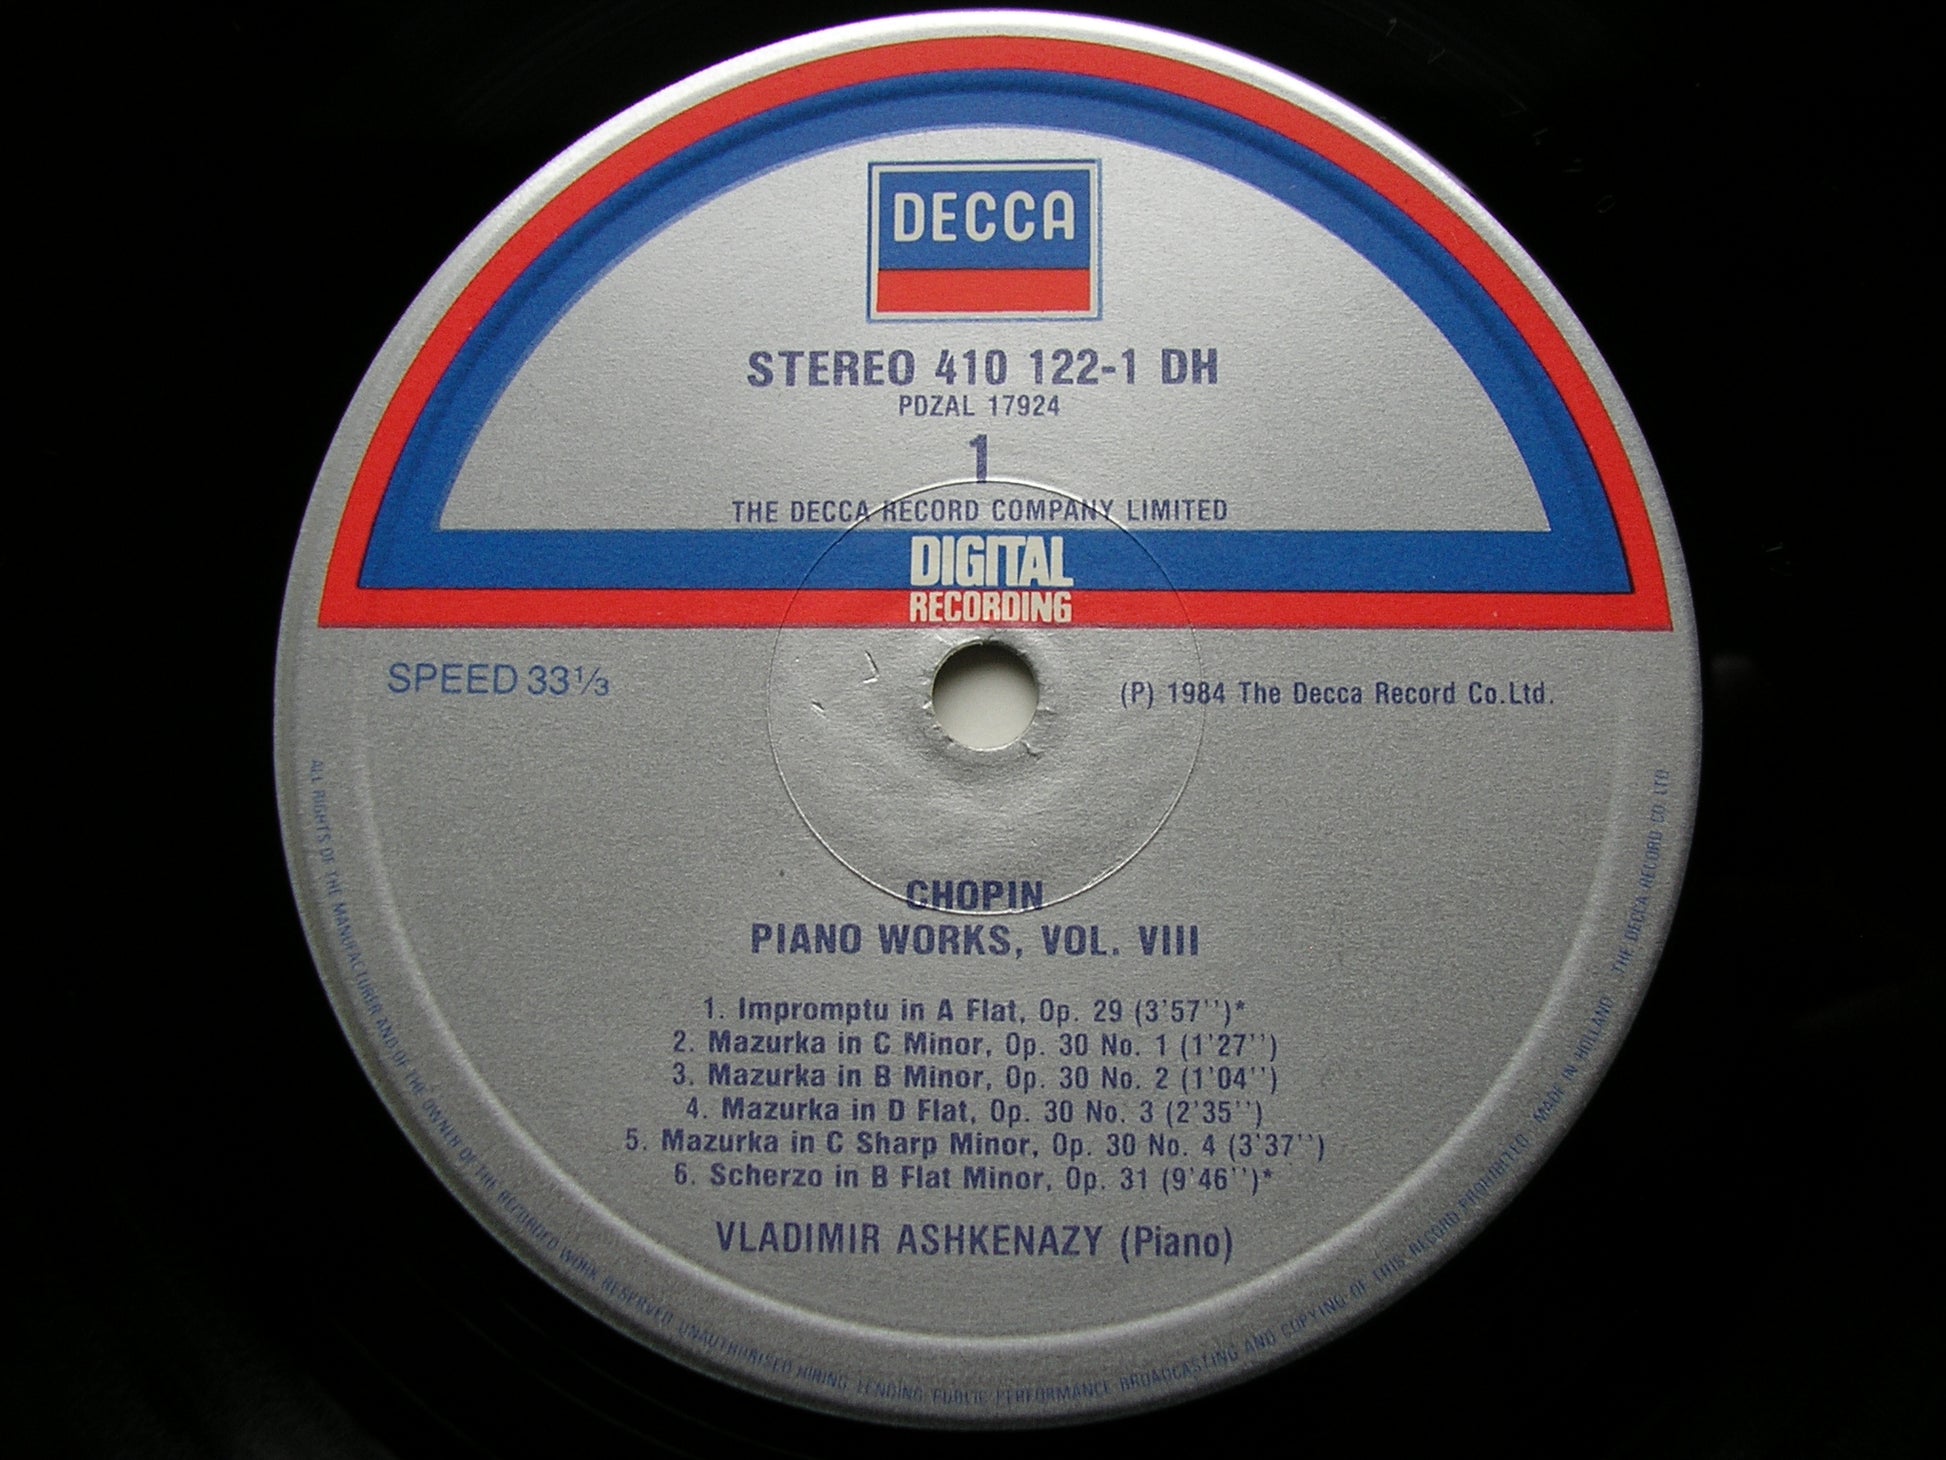 DECCA
STEREO 410 122-1 DH
PDZAL 17924
1
THE DECCA RECORD COMPANY LIMITED
DIGITAL
RECORDING
SPEED 33⅓
(P) 1984 The Decca Record Co.Ltd.
CHOPIN
PIANO WORKS, VOL. VIII
1. Impromptu in A Flat, Op. 29 (3'57'')*
2. Mazurka in C Minor, Op. 30 No. 1 (1'27'')
3. Mazurka in B Minor, Op. 30 No. 2 (1'04'')
4. Mazurka in D Flat, Op. 30 No. 3 (2'35'')
5. Mazurka in C Sharp Minor, Op. 30 No. 4 (3'37'')
6. Scherzo in B Flat Minor, Op. 31 (9'46'')*
VLADIMIR ASHKENAZY (Piano)
ALL RIGHTS OF THE MANUFACTURER AND OF THE OWNER OF THE RECORDED WORK RESERVED UNAUTHORISED HIRING LENDING PUBLIC PERFORMANCE BROADCASTING AND COPYING OF THIS RECORD PROHIBITED - MADE IN HOLLAND THE DECCA RECORD CO LTD